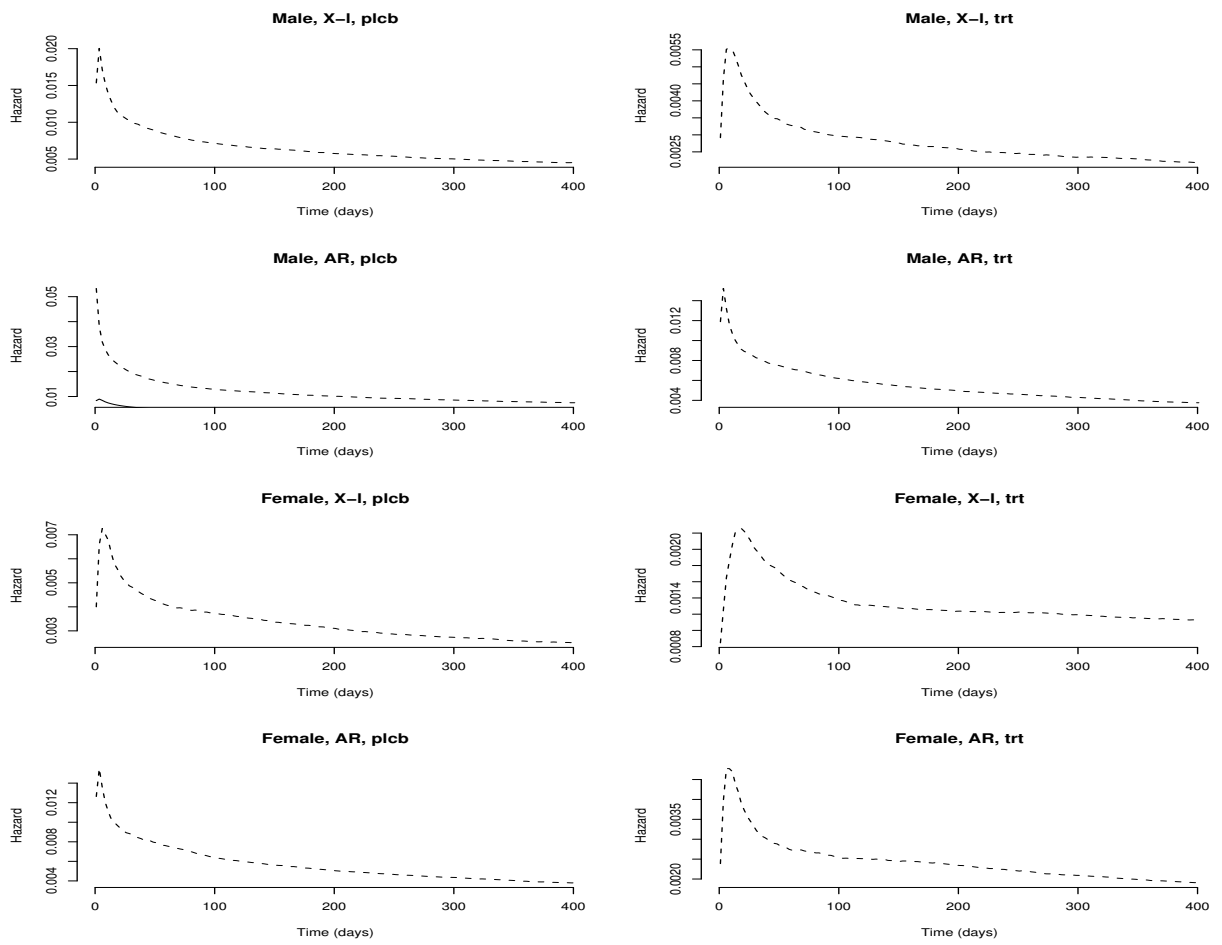 Male, X−I, plcb
Hazard
0.005 0.010 0.015 0.020
0 100 200 300 400
Time (days)
Male, X−I, trt
Hazard
0.0025 0.0040 0.0055
0 100 200 300 400
Time (days)
Male, AR, plcb
Hazard
0.01 0.03 0.05
0 100 200 300 400
Time (days)
Male, AR, trt
Hazard
0.004 0.008 0.012
0 100 200 300 400
Time (days)
Female, X−I, plcb
Hazard
0.003 0.005 0.007
0 100 200 300 400
Time (days)
Female, X−I, trt
Hazard
0.0008 0.0014 0.0020
0 100 200 300 400
Time (days)
Female, AR, plcb
Hazard
0.004 0.008 0.012
0 100 200 300 400
Time (days)
Female, AR, trt
Hazard
0.0020 0.0035
0 100 200 300 400
Time (days)